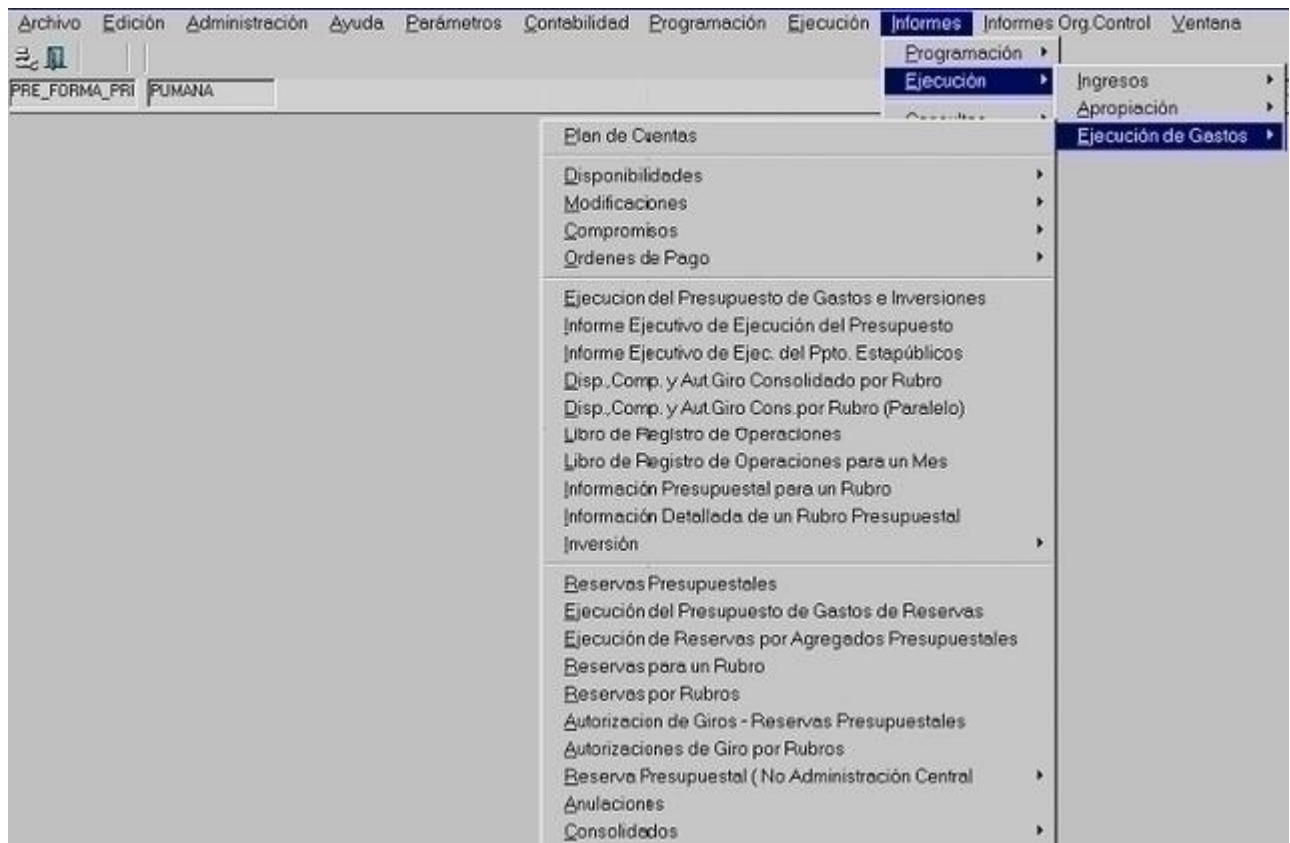 Archivo Edición Administración Ayuda Parámetros Contabilidad Programación Ejecución Informes Informes Org.Control Ventana
Programación
Ejecución
Consultas
PRE_FORMA_PRI PUMANA
Ingresos
Apropiación
Ejecución de Gastos
Plan de Cuentas
Disponibilidades
Modificaciones
Compromisos
Ordenes de Pago
Ejecucion del Presupuesto de Gastos e Inversiones
Informe Ejecutivo de Ejecución del Presupuesto
Informe Ejecutivo de Ejec. del Ppto. Estapúblicos
Disp.,Comp. y Aut.Giro Consolidado por Rubro
Disp.,Comp. y Aut.Giro Cons.por Rubro (Paralelo)
Libro de Registro de Operaciones
Libro de Registro de Operaciones para un Mes
Información Presupuestal para un Rubro
Información Detallada de un Rubro Presupuestal
Inversión
Reservas Presupuestales
Ejecución del Presupuesto de Gastos de Reservas
Ejecución de Reservas por Agregados Presupuestales
Reservas para un Rubro
Reservas por Rubros
Autorizacion de Giros - Reservas Presupuestales
Autorizaciones de Giro por Rubros
Reserva Presupuestal ( No Administración Central
Anulaciones
Consolidados